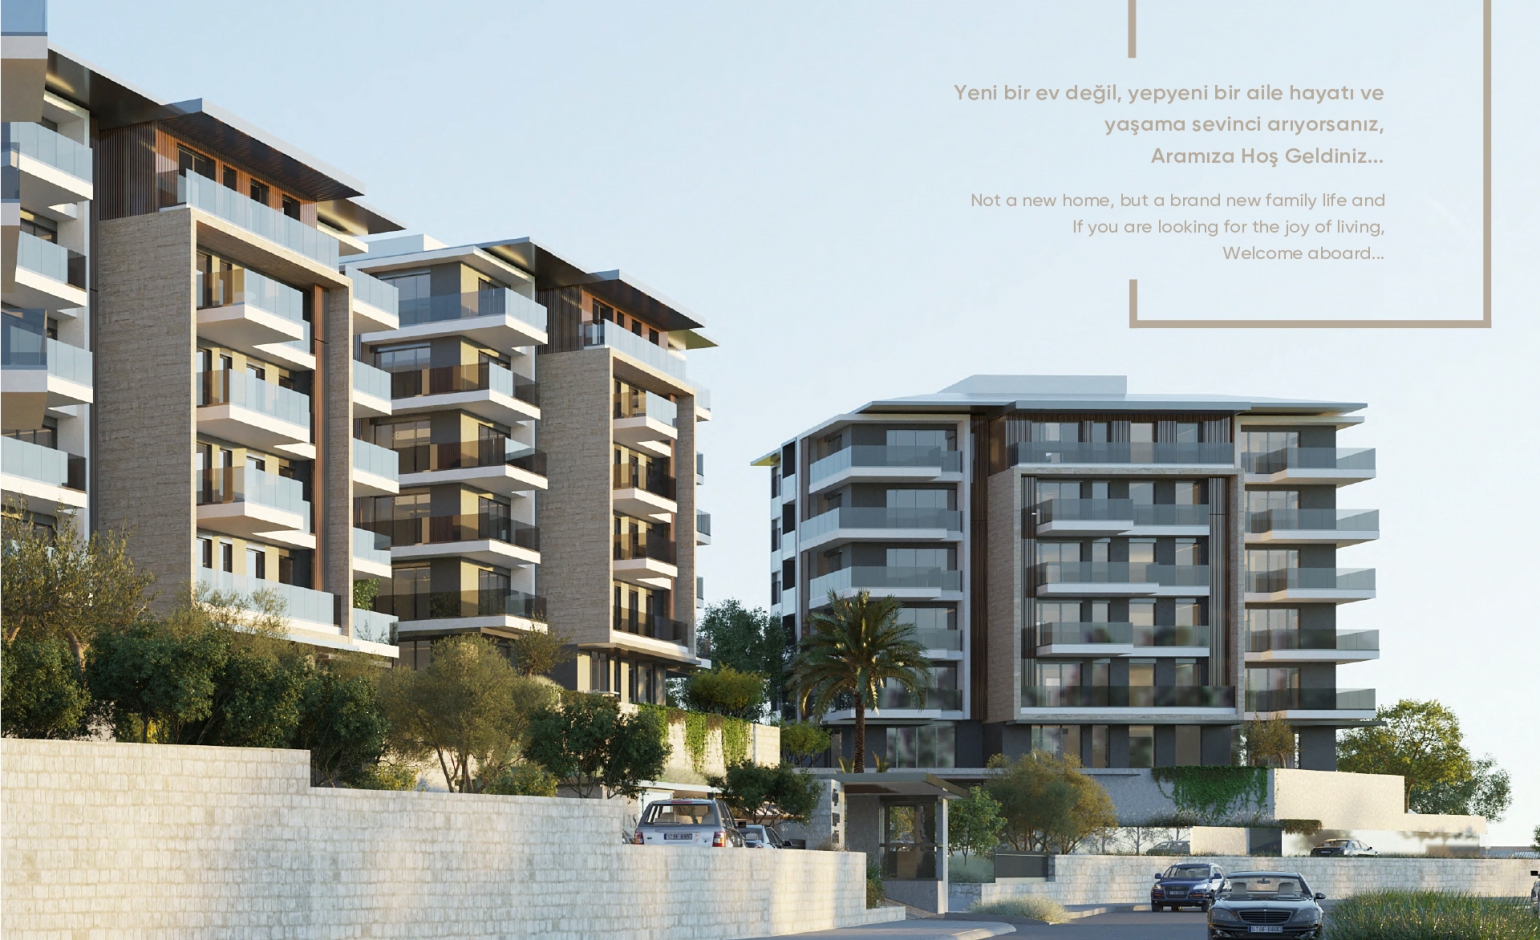 Yeni bir ev değil, yepyeni bir aile hayatı ve
yaşama sevinci arıyorsanız,
Aramıza Hoş Geldiniz...
Not a new home, but a brand new family life and
If you are looking for the joy of living,
Welcome aboard...